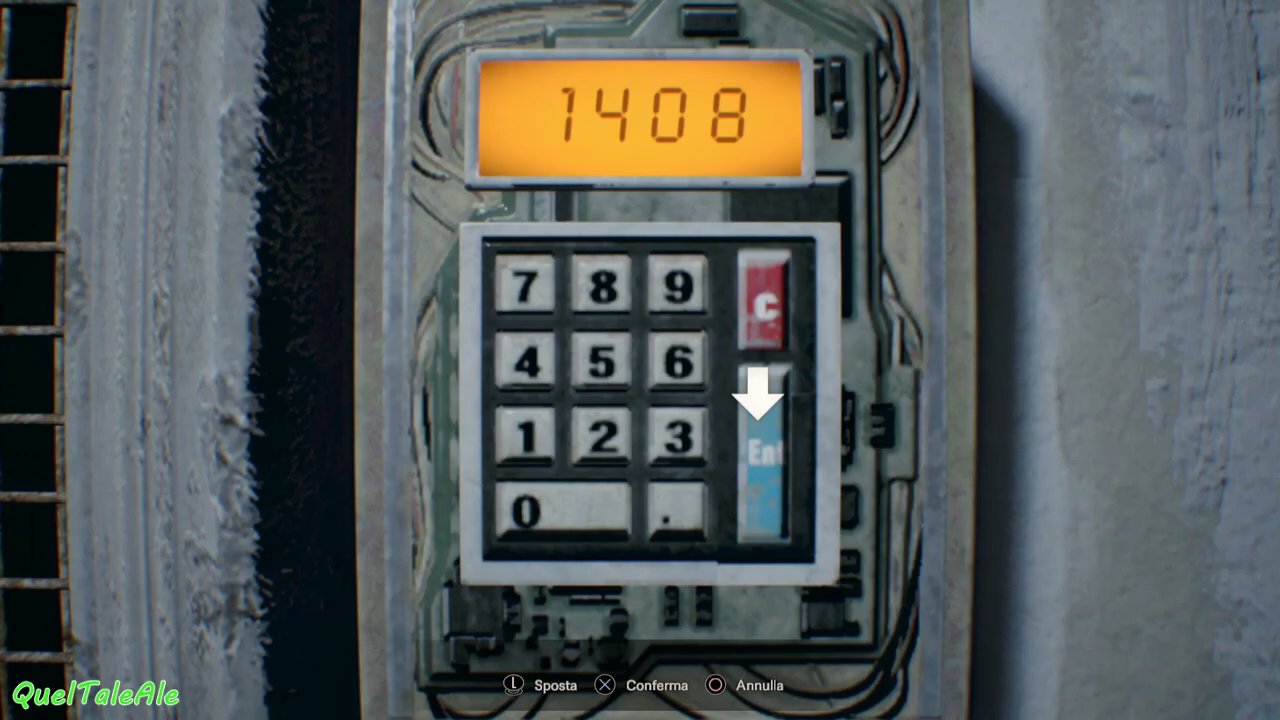 1408
7 8 9 C
4 5 6
1 2 3 Ent
0 .
L Sposta Conferma Annulla
QuelTaleAle